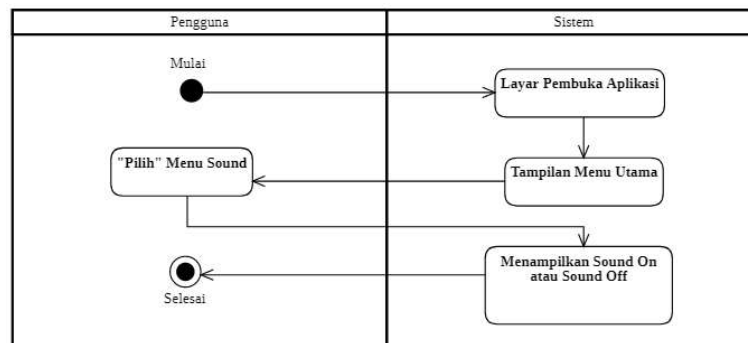 Pengguna
Sistem
Mulai
Layar Pembuka Aplikasi
"Pilih" Menu Sound
Tampilan Menu Utama
Menampilkan Sound On
atau Sound Off
Selesai